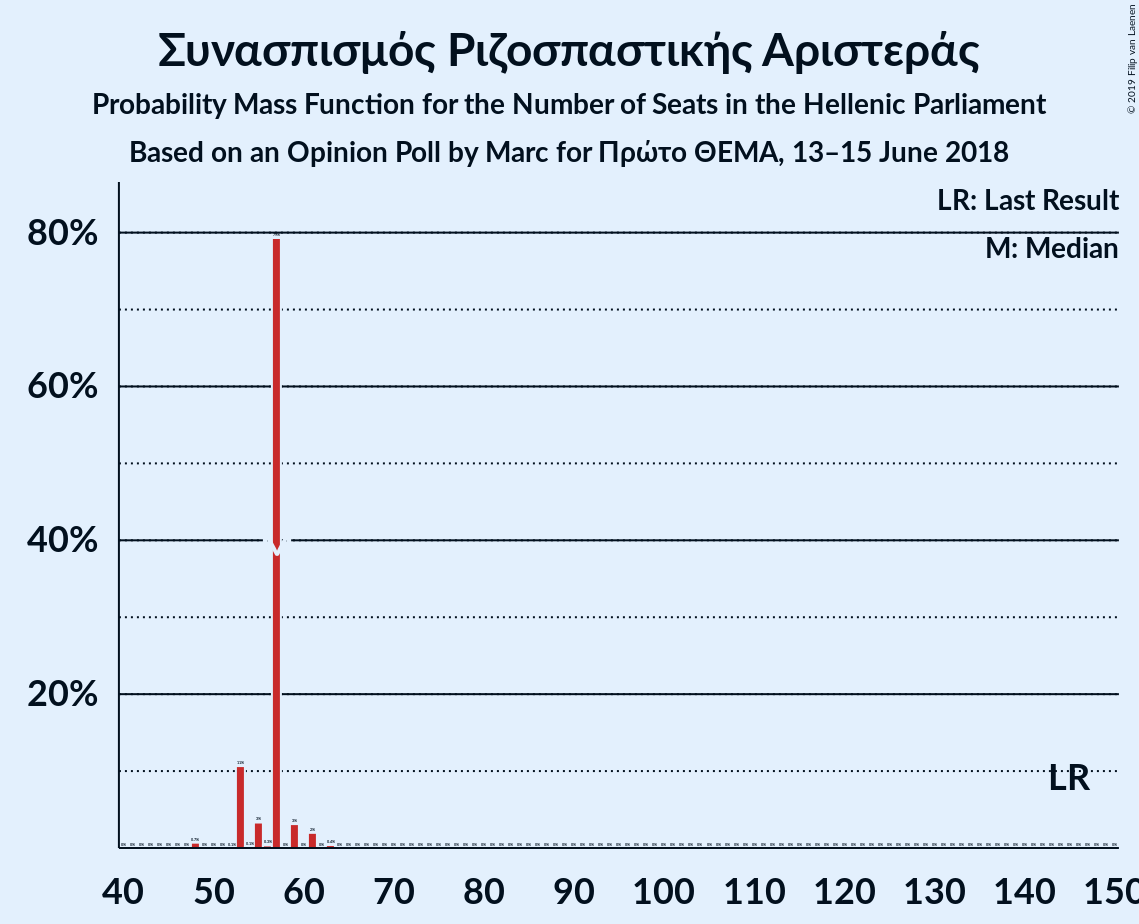 Συνασπισμός Ριζοσπαστικής Αριστεράς
Probability Mass Function for the Number of Seats in the Hellenic Parliament
Based on an Opinion Poll by Marc for Πρώτο ΘΕΜΑ, 13–15 June 2018
© 2019 Filip van Laenen
LR: Last Result
M: Median
80%
60%
40%
20%
M
LR
40 50 60 70 80 90 100 110 120 130 140 150